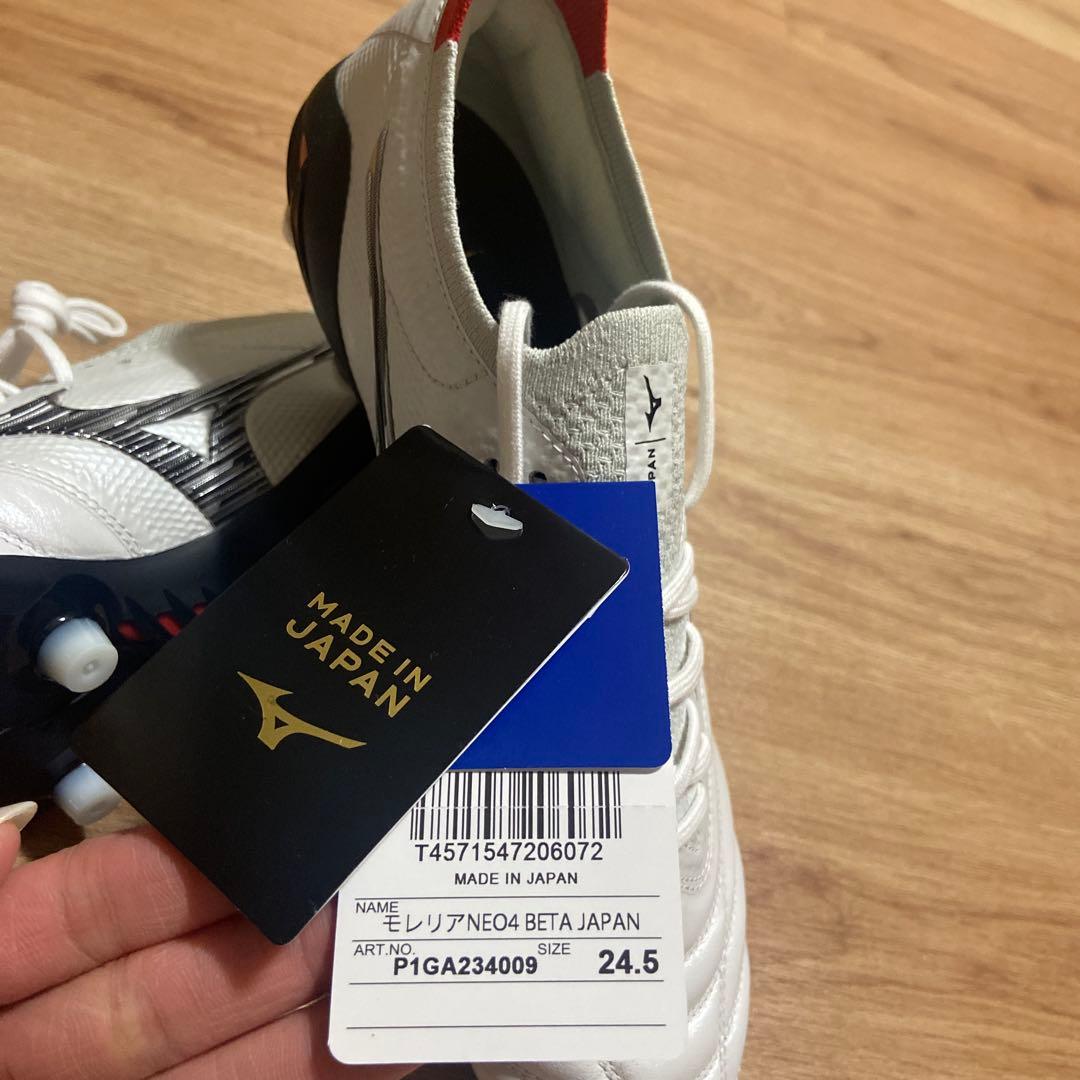 PAN
MADE IN
JAPAN
T4571547206072
MADE IN JAPAN
NAME
モレリアNEO4 BETA JAPAN
ART.NO.
P1GA234009
SIZE
24.5